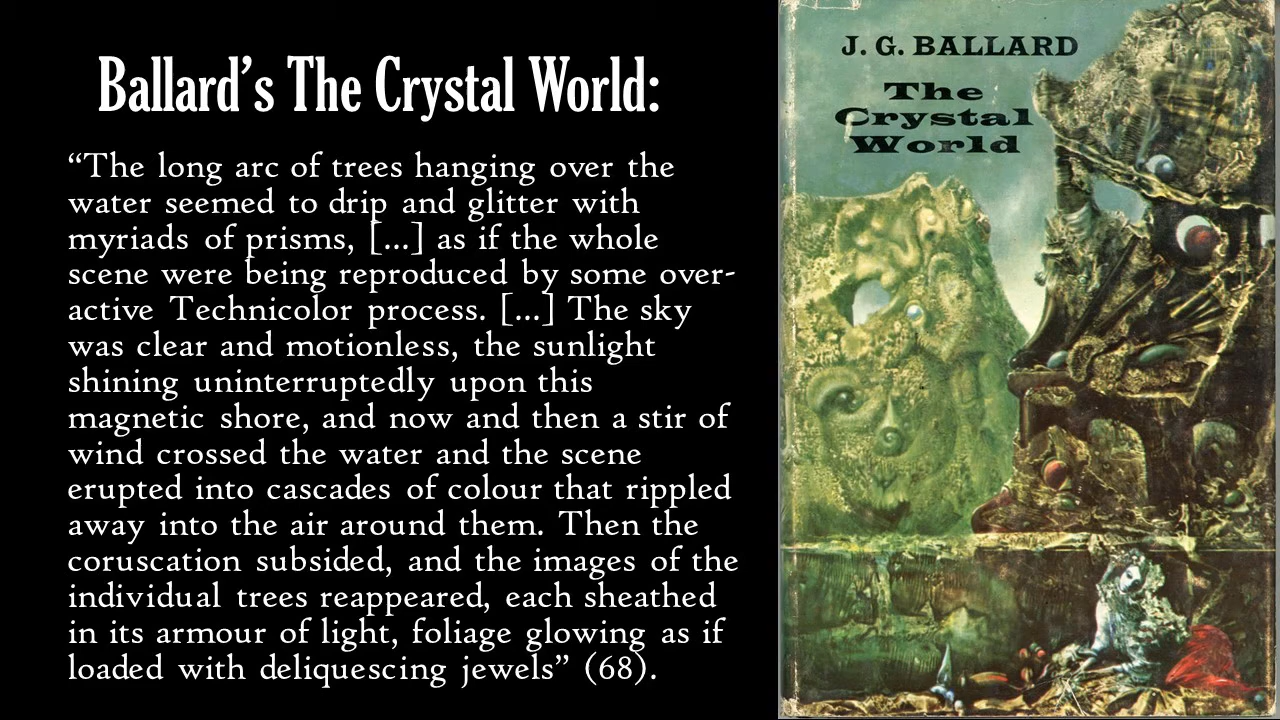 Ballard’s The Crystal World:
“The long arc of trees hanging over the
water seemed to drip and glitter with
myriads of prisms, [...] as if the whole
scene were being reproduced by some over-
active Technicolor process. [...] The sky
was clear and motionless, the sunlight
shining uninterruptedly upon this
magnetic shore, and now and then a stir of
wind crossed the water and the scene
erupted into cascades of colour that rippled
away into the air around them. Then the
coruscation subsided, and the images of the
individual trees reappeared, each sheathed
in its armour of light, foliage glowing as if
loaded with deliquescing jewels” (68).
J. G. BALLARD
The
Crystal
World